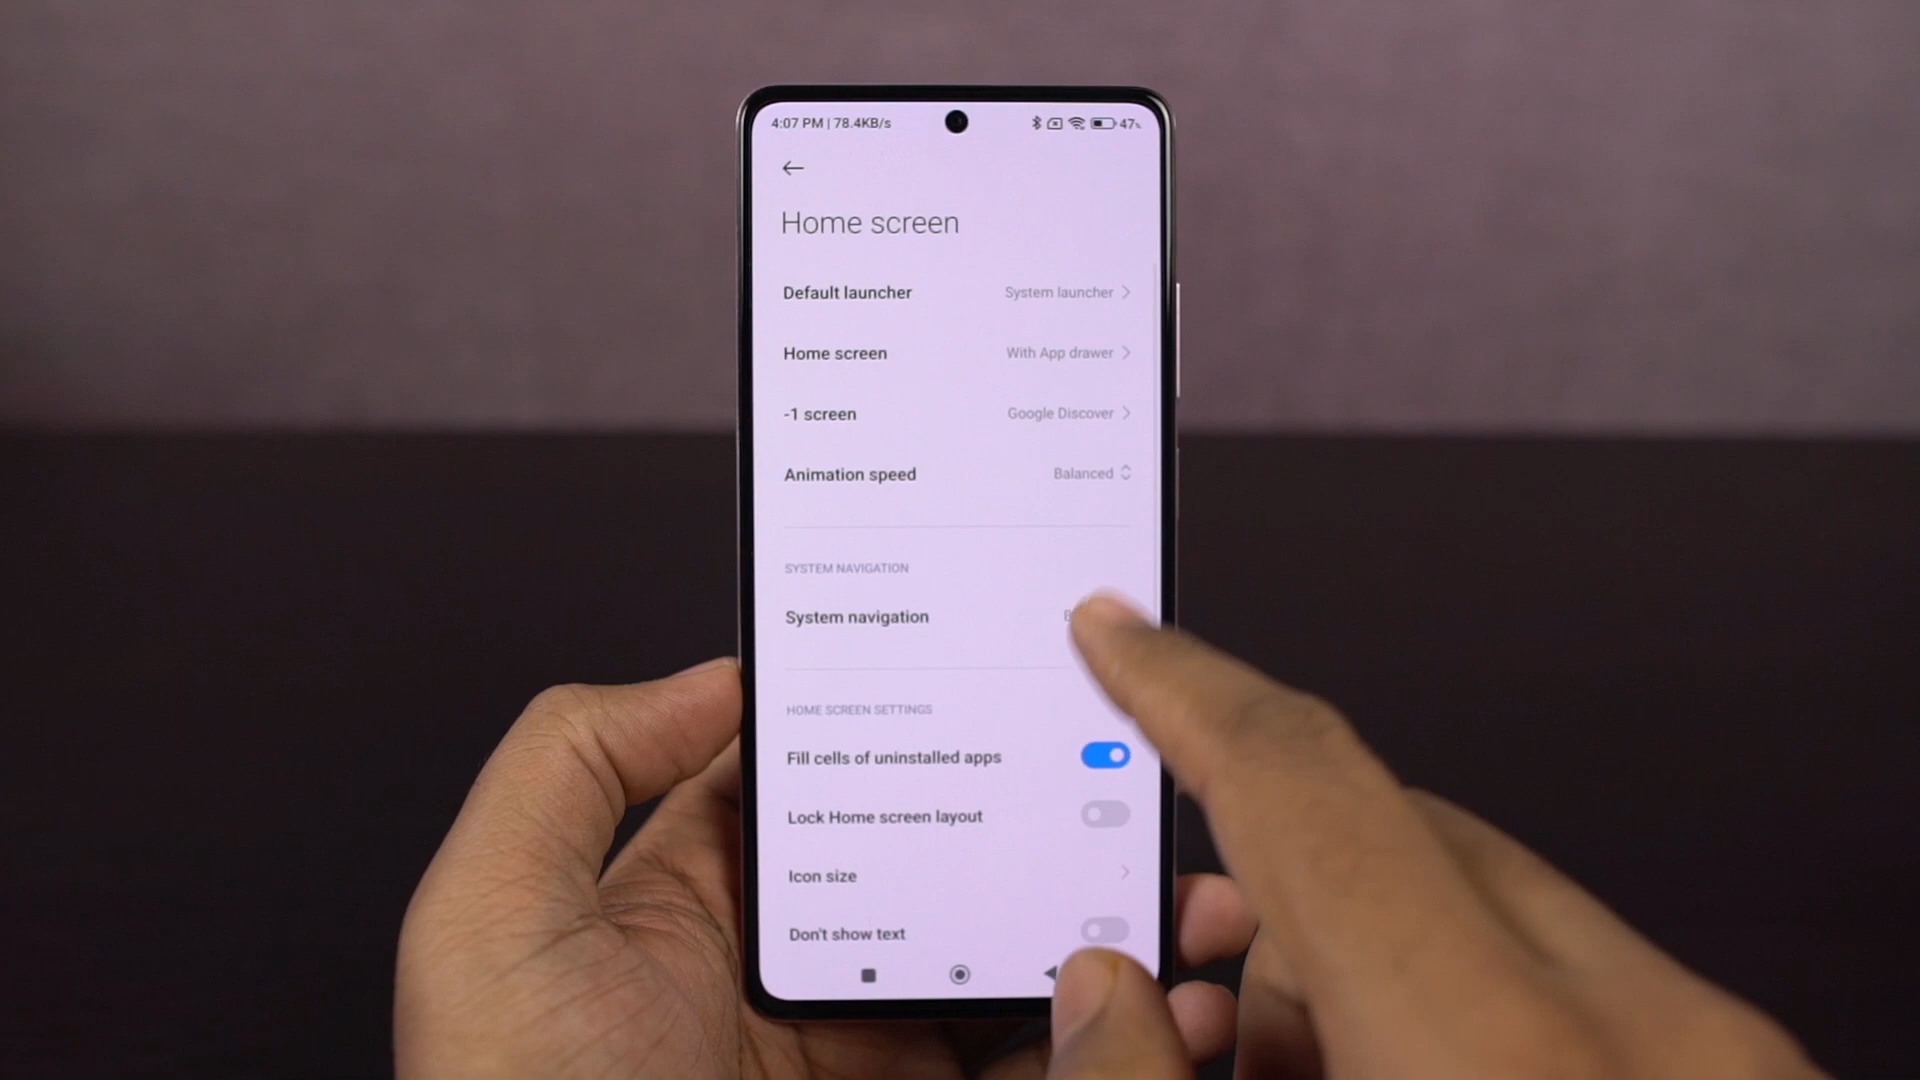 4:07 PM | 78.4KB/s 47%
Home screen
Default launcher System launcher
Home screen With App drawer
-1 screen Google Discover
Animation speed Balanced
SYSTEM NAVIGATION
System navigation
HOME SCREEN SETTINGS
Fill cells of uninstalled apps
Lock Home screen layout
Icon size
Don't show text